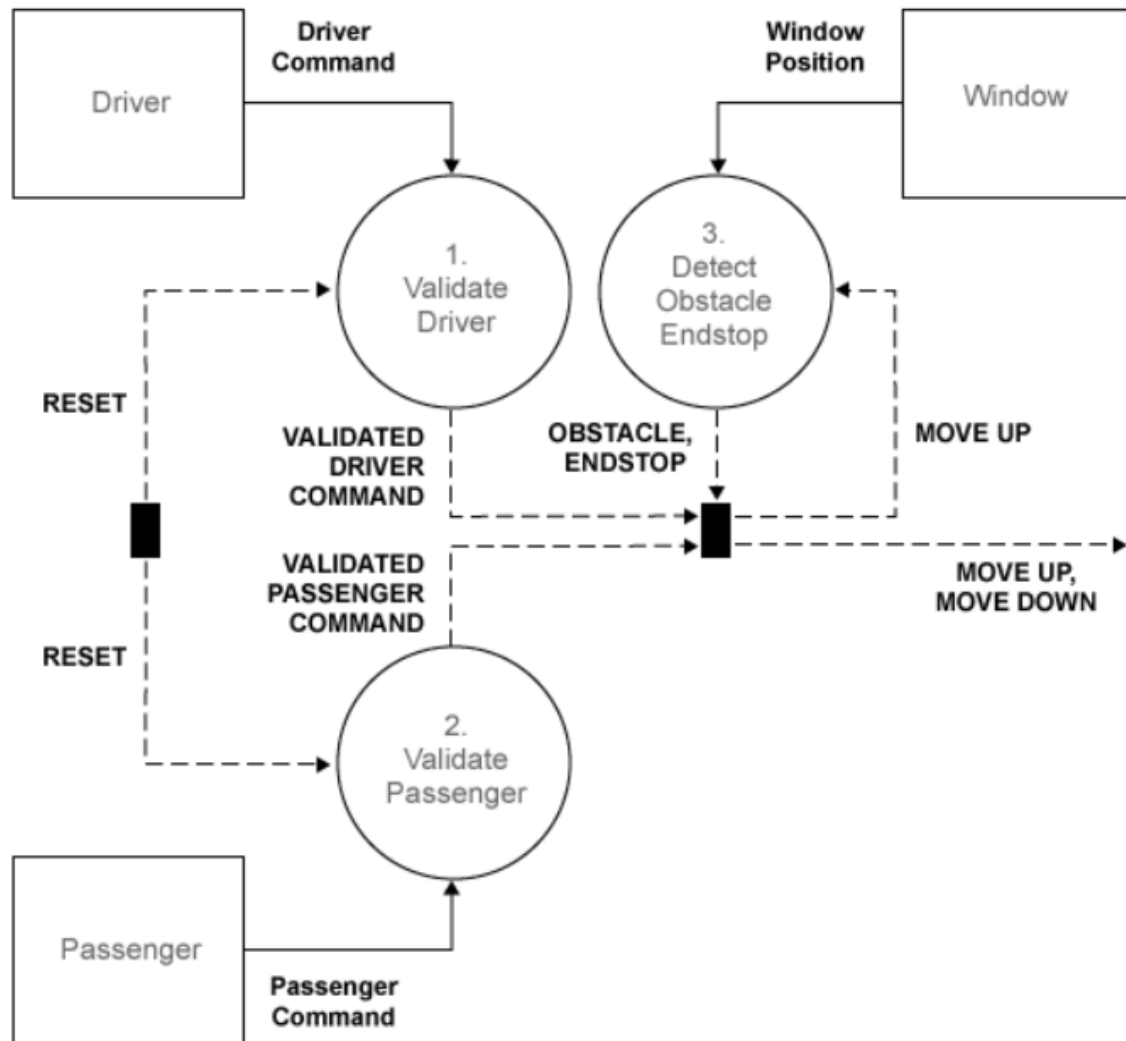 Driver
Command
Window
Position
Driver
Window
1.
Validate
Driver
3.
Detect
Obstacle
Endstop
RESET
VALIDATED
DRIVER
COMMAND
OBSTACLE,
ENDSTOP
MOVE UP
VALIDATED
PASSENGER
COMMAND
MOVE UP,
MOVE DOWN
RESET
2.
Validate
Passenger
Passenger
Passenger
Command